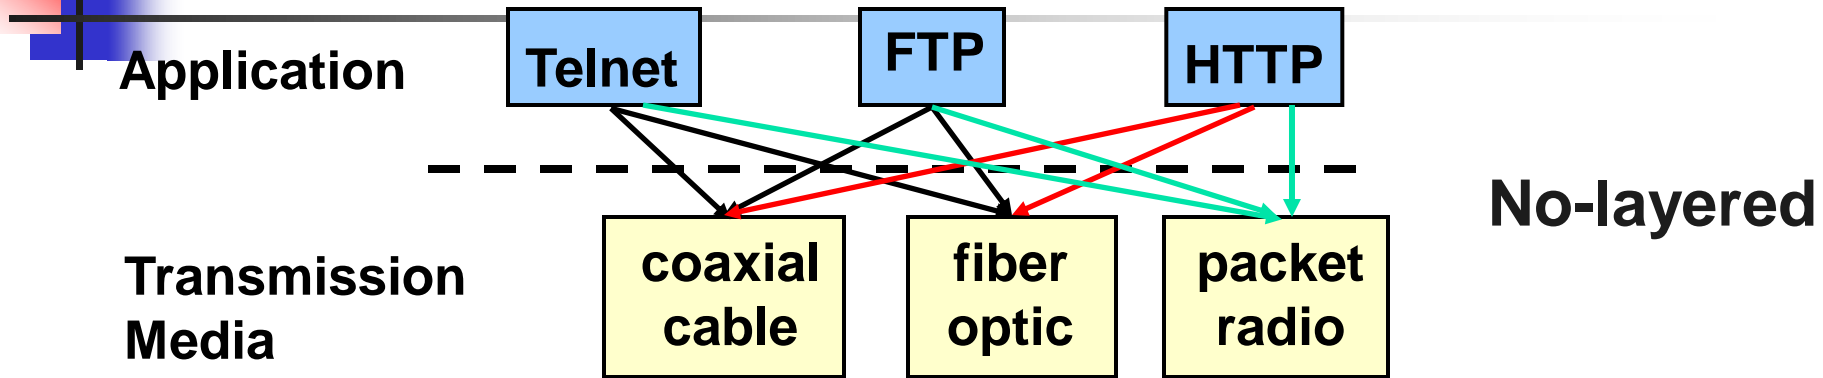 Application
Telnet
FTP
HTTP
No-layered
Transmission
Media
coaxial
cable
fiber
optic
packet
radio